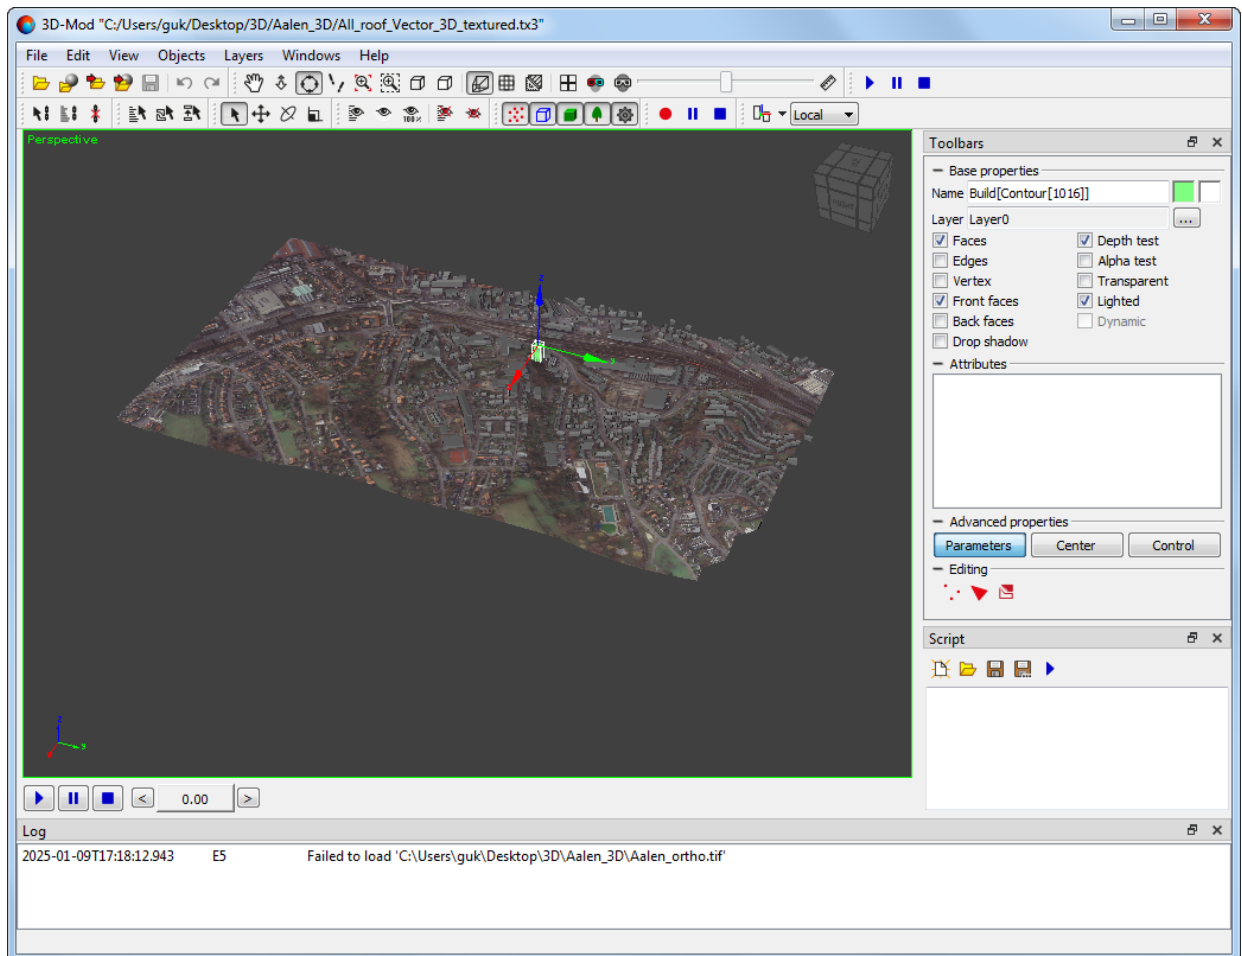 3D-Mod "C:/Users/guk/Desktop/3D/Aalen_3D/All_roof_Vector_3D_textured.tx3"
File Edit View Objects Layers Windows Help
100%
Local
Perspective
Toolbars
Base properties
Name Build[Contour[1016]]
Layer Layer0 ...
Faces Depth test
Edges Alpha test
Vertex Transparent
Front faces Lighted
Back faces Dynamic
Drop shadow
Attributes
Advanced properties
Parameters Center Control
Editing
Script
z
y
z
y
< 0.00 >
Log
2025-01-09T17:18:12.943 E5 Failed to load 'C:\Users\guk\Desktop\3D\Aalen_3D\Aalen_ortho.tif'